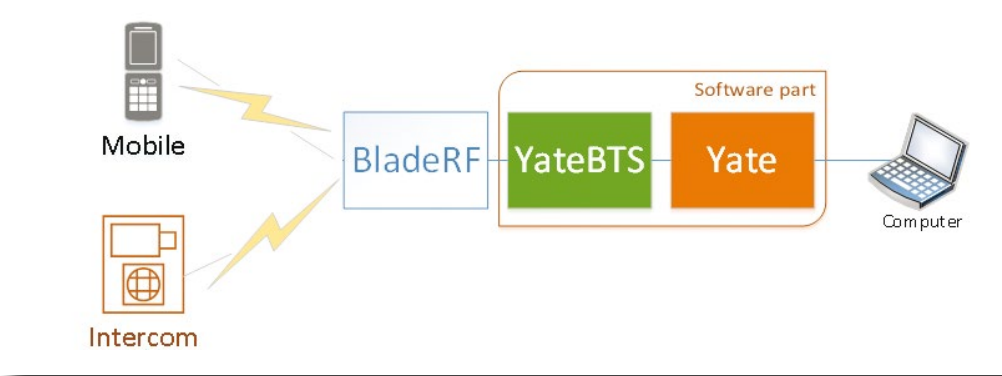 Software part
Mobile
BladeRF
YateBTS
Yate
Computer
Intercom